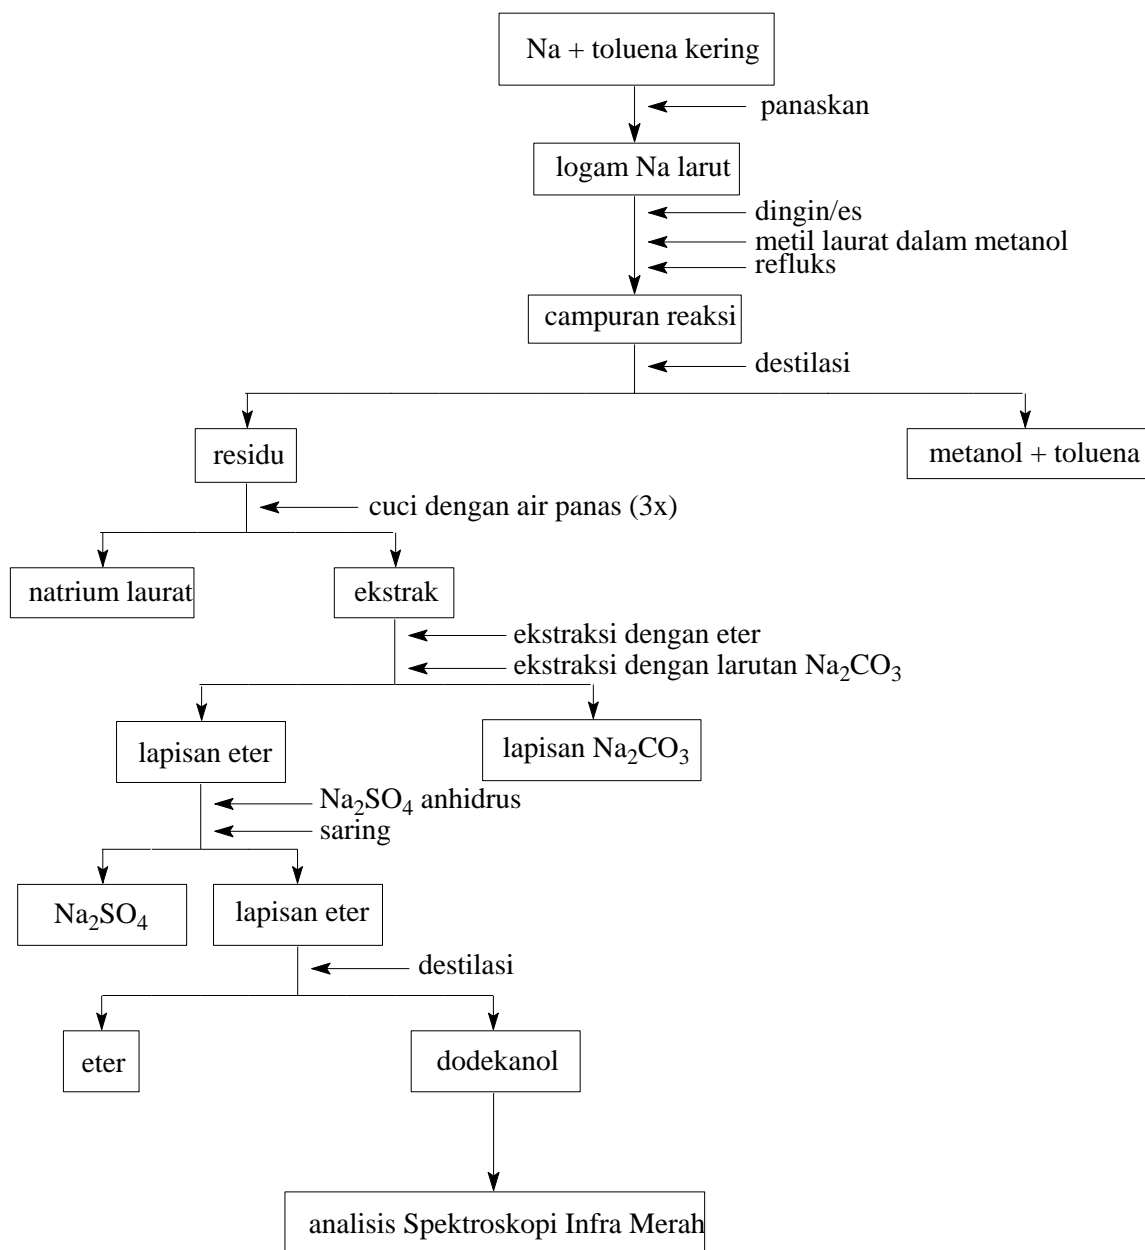 Na + toluena kering
panaskan
logam Na larut
dingin/es
metil laurat dalam metanol
refluks
campuran reaksi
destilasi
residu
metanol + toluena
cuci dengan air panas (3x)
natrium laurat
ekstrak
ekstraksi dengan eter
ekstraksi dengan larutan Na₂CO₃
lapisan eter
lapisan Na₂CO₃
Na₂SO₄ anhidrus
saring
Na₂SO₄
lapisan eter
destilasi
eter
dodekanol
analisis Spektroskopi Infra Merah